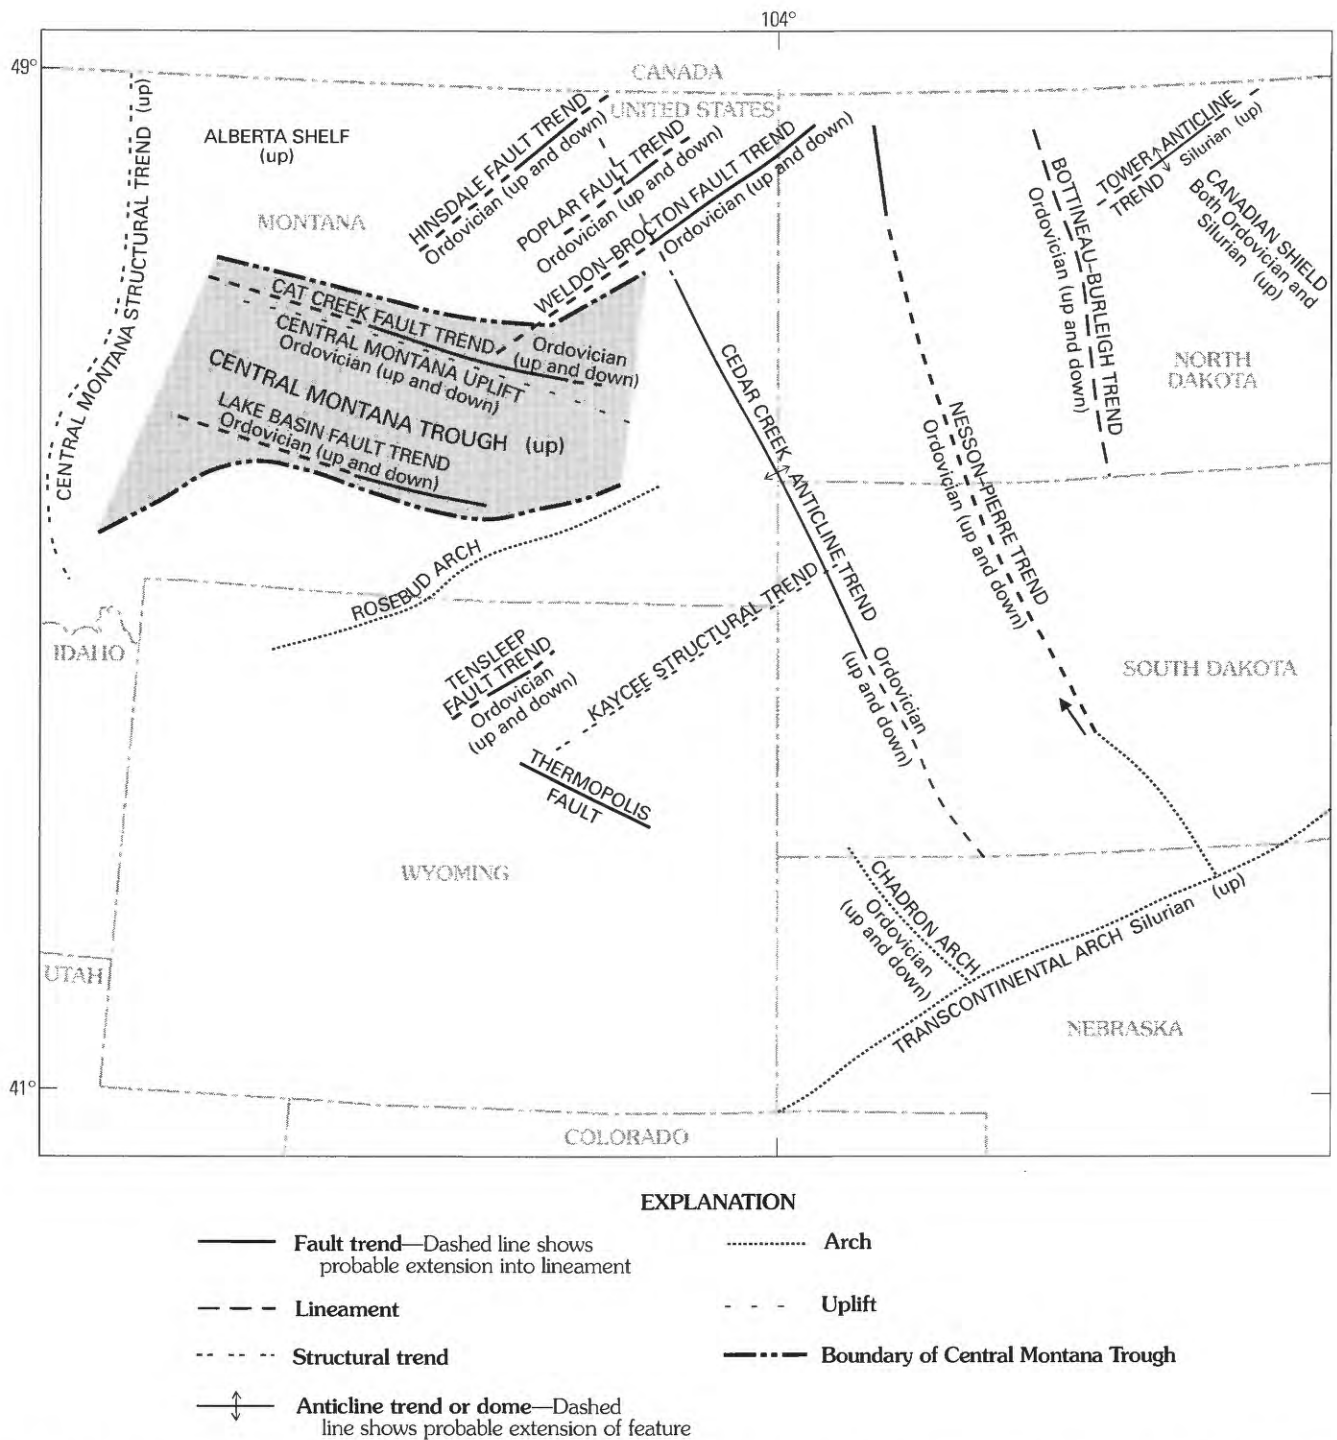 104°
49°
CANADA
UNITED STATES
CENTRAL MONTANA STRUCTURAL TREND (up)
ALBERTA SHELF
(up)
MONTANA
HINSDALE FAULT TREND
Ordovician (up and down)
POPLAR FAULT TREND
Ordovician (up and down)
WELDON–BROCTON FAULT TREND
Ordovician (up and down)
TOWER ANTICLINE
TREND
Silurian (up)
CANADIAN SHIELD
Both Ordovician and
Silurian (up)
BOTTINEAU–BURLEIGH TREND
Ordovician (up and down)
NORTH
DAKOTA
CAT CREEK FAULT TREND
Ordovician
(up and down)
CENTRAL MONTANA UPLIFT
Ordovician (up and down)
CENTRAL MONTANA TROUGH (up)
LAKE BASIN FAULT TREND
Ordovician (up and down)
CEDAR CREEK ANTICLINE TREND
Ordovician
(up and down)
NESSON–PIERRE TREND
Ordovician (up and down)
ROSEBUD ARCH
IDAHO
TENSLEEP
FAULT TREND
Ordovician
(up and down)
KAYCEE STRUCTURAL TREND
SOUTH DAKOTA
THERMOPOLIS
FAULT
WYOMING
CHADRON ARCH
Ordovician
(up and down)
TRANSCONTINENTAL ARCH Silurian (up)
UTAH
NEBRASKA
41°
COLORADO
EXPLANATION
Fault trend—Dashed line shows
probable extension into lineament
Lineament
Structural trend
Anticline trend or dome—Dashed
line shows probable extension of feature
Arch
Uplift
Boundary of Central Montana Trough